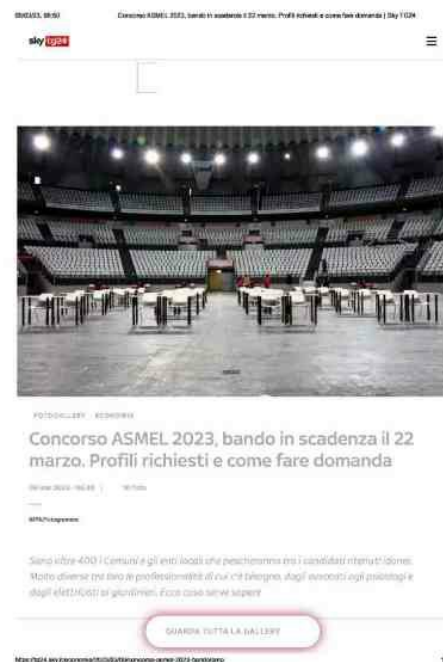 Concorso ASMEL 2023, bando in scadenza il 22 marzo. Profili richiesti e come fare domanda | Sky TG24
sky tg24
FOTOGALLERY ECONOMIA
Concorso ASMEL 2023, bando in scadenza il 22
marzo. Profili richiesti e come fare domanda
10 foto
Sono oltre 400 i Comuni e gli enti locali che pescheranno tra i candidati ritenuti idonei.
Molto diverse tra loro le professionalità di cui c'è bisogno, dagli avvocati agli psicologi e
dagli elettricisti ai giardinieri. Ecco cosa serve sapere
GUARDA TUTTA LA GALLERY